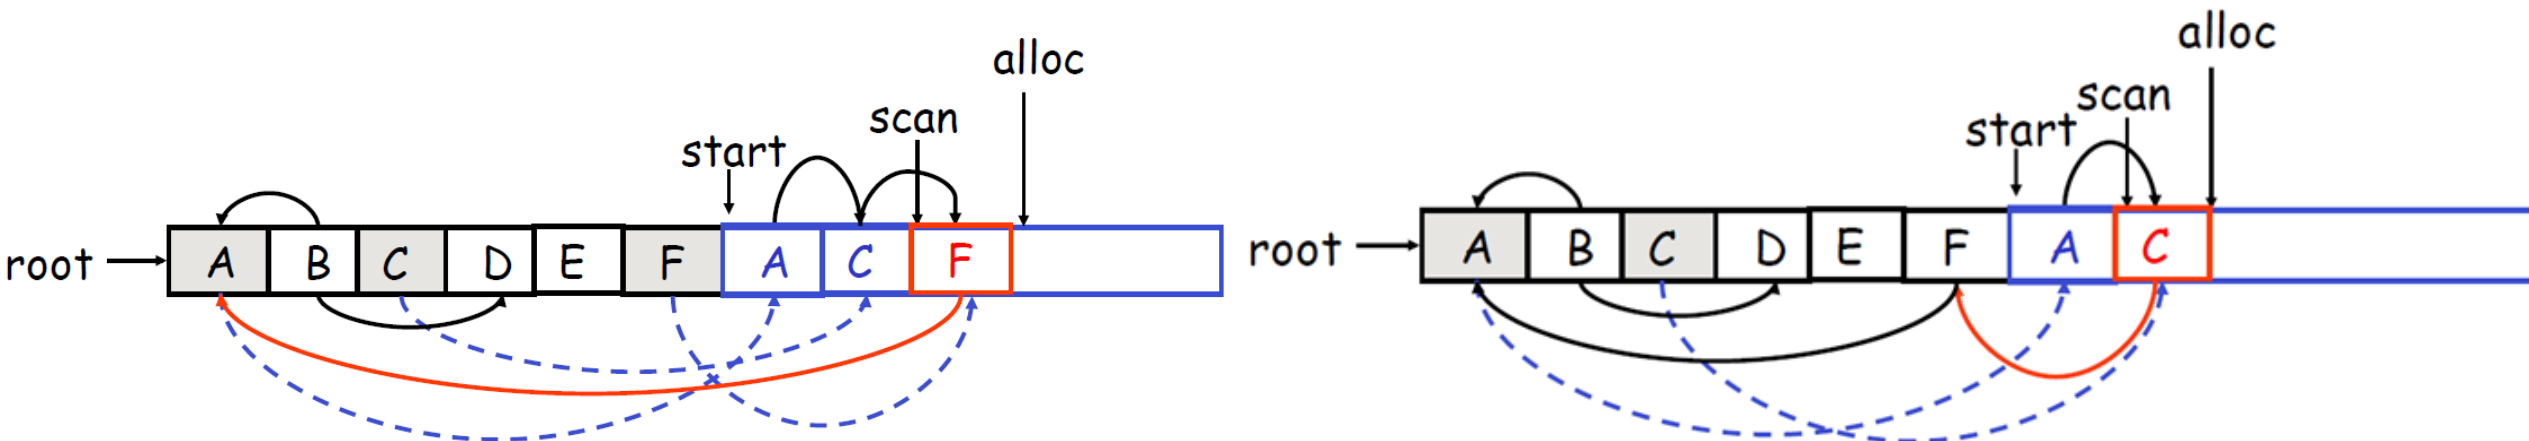 alloc
scan
start
root A B C D E F A C F
alloc
scan
start
root A B C D E F A C